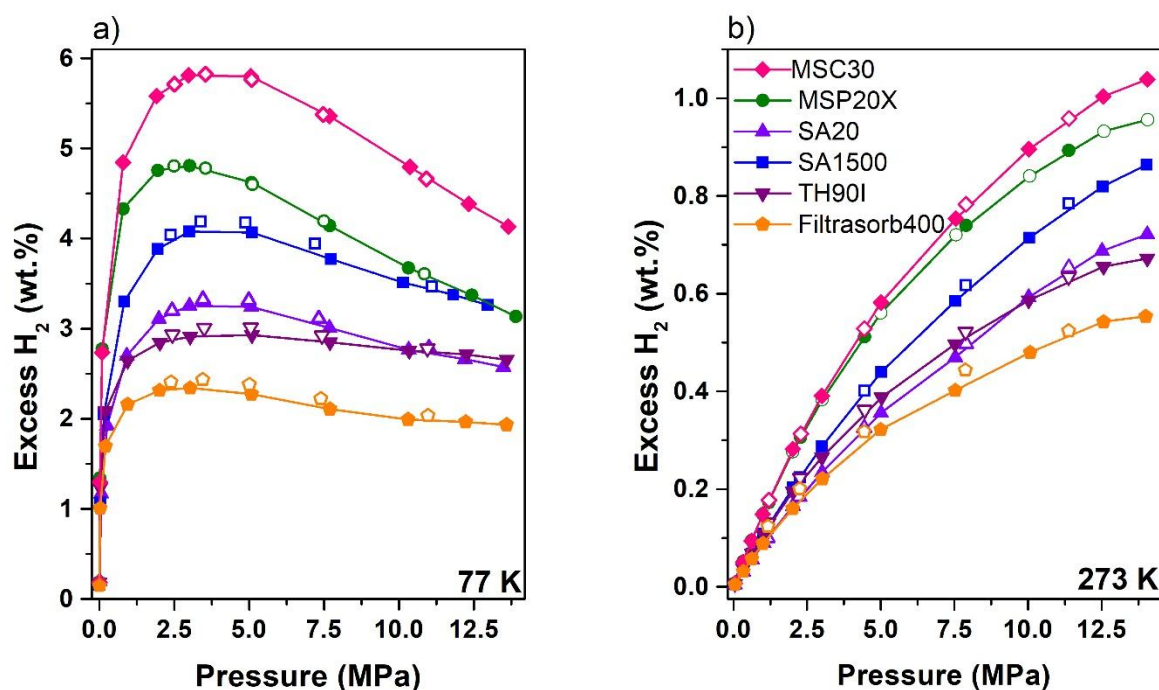 a)
Excess H₂ (wt.%)
6
5
4
3
2
1
0
0.0 2.5 5.0 7.5 10.0 12.5
77 K
Pressure (MPa)
b)
Excess H₂ (wt.%)
1.0
0.8
0.6
0.4
0.2
0.0
MSC30
MSP20X
SA20
SA1500
TH90I
Filtrasorb400
0.0 2.5 5.0 7.5 10.0 12.5
273 K
Pressure (MPa)